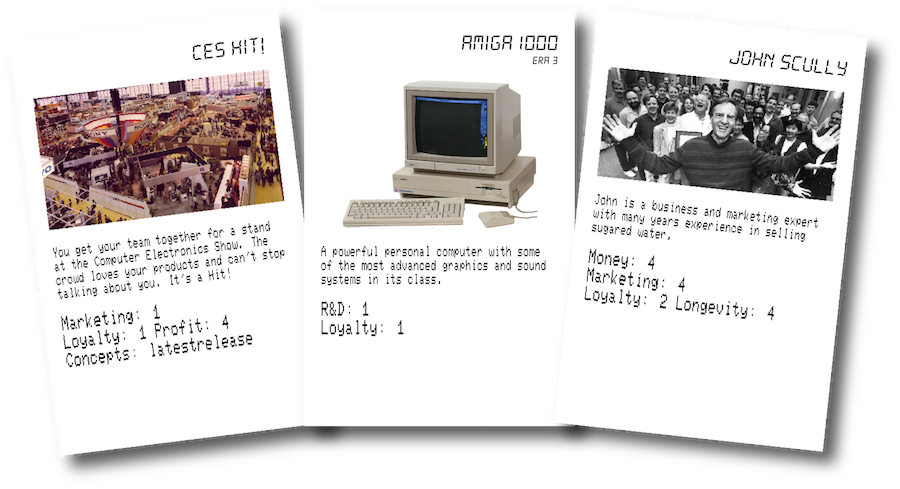 CES HIT!
You get your team together for a stand
at the Computer Electronics Show. The
crowd loves your products and can't stop
talking about you. It's a Hit!
Marketing: 1
Loyalty: 1 Profit: 4
Concepts: latestrelease
AMIGA 1000
ERA 3
A powerful personal computer with some
of the most advanced graphics and sound
systems in its class.
R&D: 1
Loyalty: 1
JOHN SCULLY
John is a business and marketing expert
with many years experience in selling
sugared water.
Money: 4
Marketing: 4
Loyalty: 2 Longevity: 4